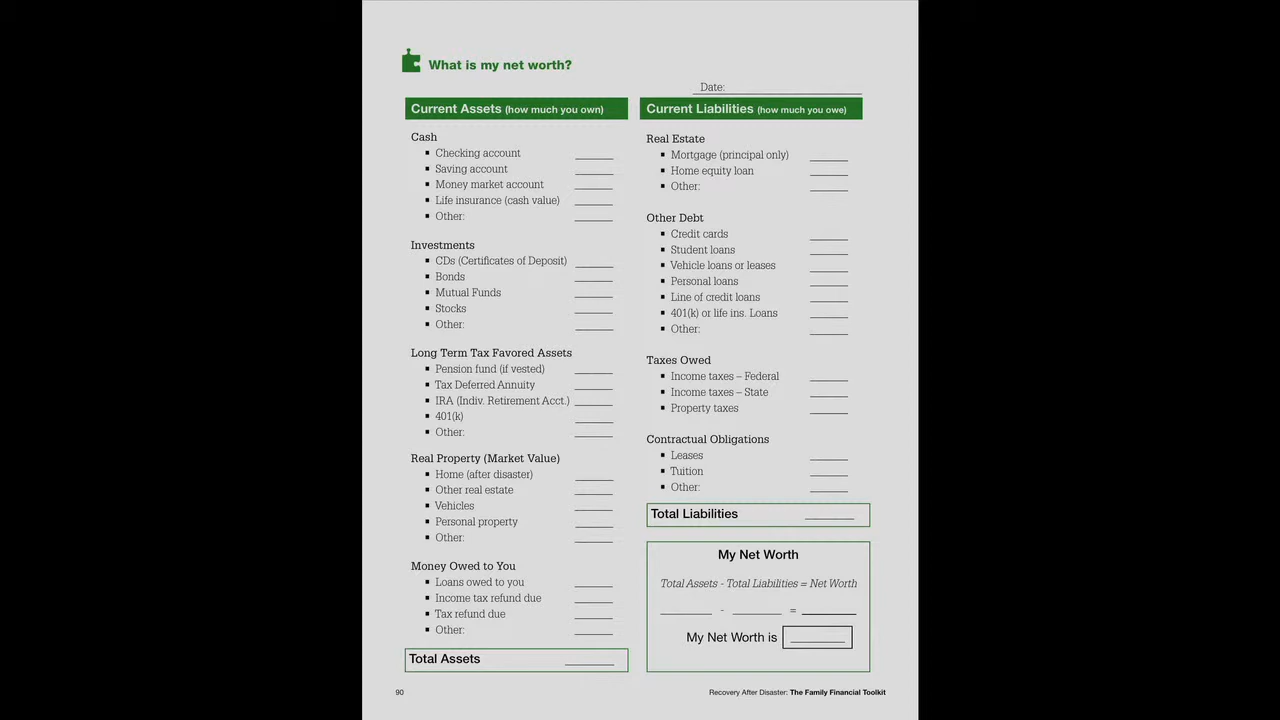 What is my net worth?
Date:
Current Assets (how much you own)
Cash
▪ Checking account
▪ Saving account
▪ Money market account
▪ Life insurance (cash value)
▪ Other:
Investments
▪ CDs (Certificates of Deposit)
▪ Bonds
▪ Mutual Funds
▪ Stocks
▪ Other:
Long Term Tax Favored Assets
▪ Pension fund (if vested)
▪ Tax Deferred Annuity
▪ IRA (Indiv. Retirement Acct.)
▪ 401(k)
▪ Other:
Real Property (Market Value)
▪ Home (after disaster)
▪ Other real estate
▪ Vehicles
▪ Personal property
▪ Other:
Money Owed to You
▪ Loans owed to you
▪ Income tax refund due
▪ Tax refund due
▪ Other:
Total Assets
Current Liabilities (how much you owe)
Real Estate
▪ Mortgage (principal only)
▪ Home equity loan
▪ Other:
Other Debt
▪ Credit cards
▪ Student loans
▪ Vehicle loans or leases
▪ Personal loans
▪ Line of credit loans
▪ 401(k) or life ins. Loans
▪ Other:
Taxes Owed
▪ Income taxes – Federal
▪ Income taxes – State
▪ Property taxes
Contractual Obligations
▪ Leases
▪ Tuition
▪ Other:
Total Liabilities
My Net Worth
Total Assets - Total Liabilities = Net Worth
- =
My Net Worth is
90
Recovery After Disaster: The Family Financial Toolkit